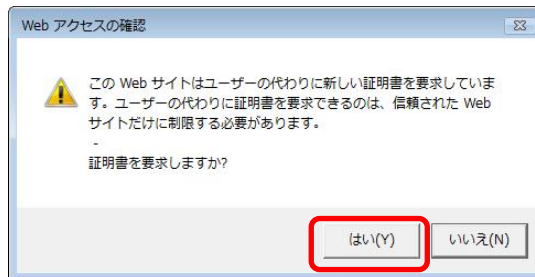 Web アクセスの確認
この Web サイトはユーザーの代わりに新しい証明書を要求していま
す。ユーザーの代わりに証明書を要求できるのは、信頼された Web
サイトだけに制限する必要があります。
-
証明書を要求しますか?
はい(Y)
いいえ(N)